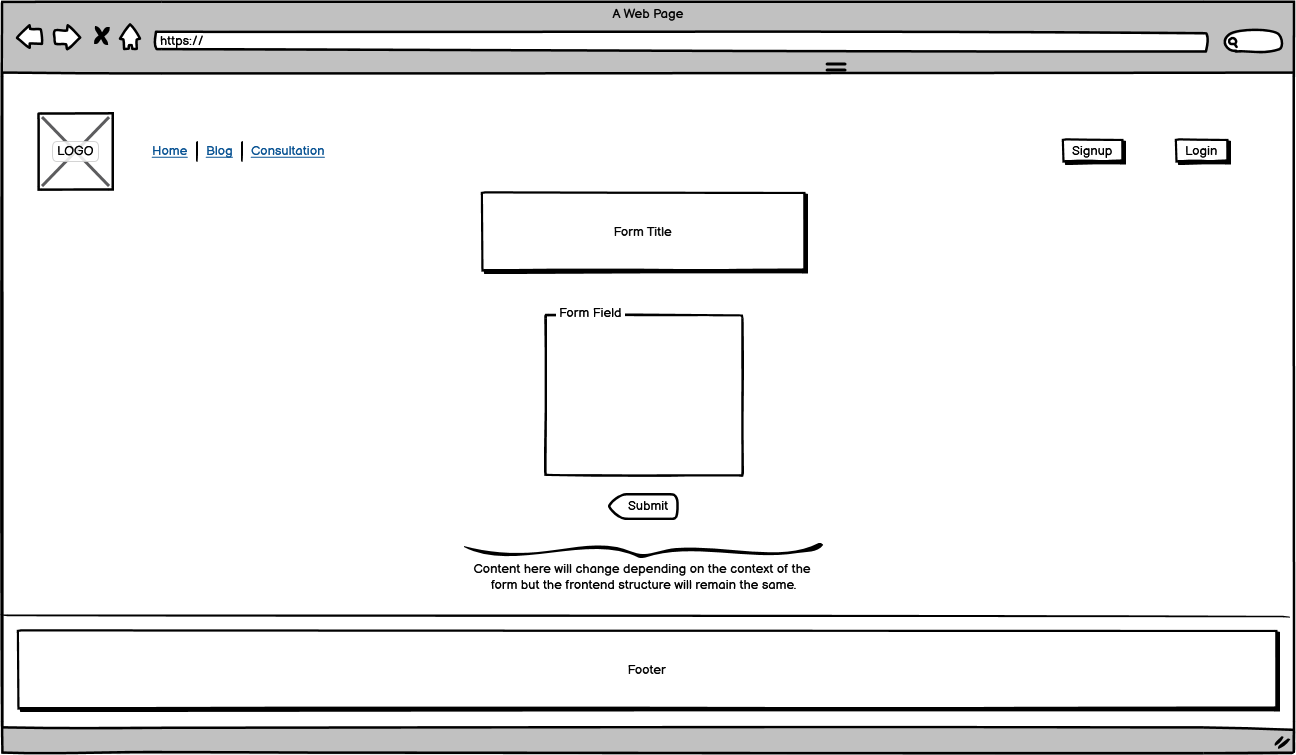 A Web Page
https://
LOGO
Home | Blog | Consultation
Signup
Login
Form Title
Form Field
Submit
Content here will change depending on the context of the
form but the frontend structure will remain the same.
Footer